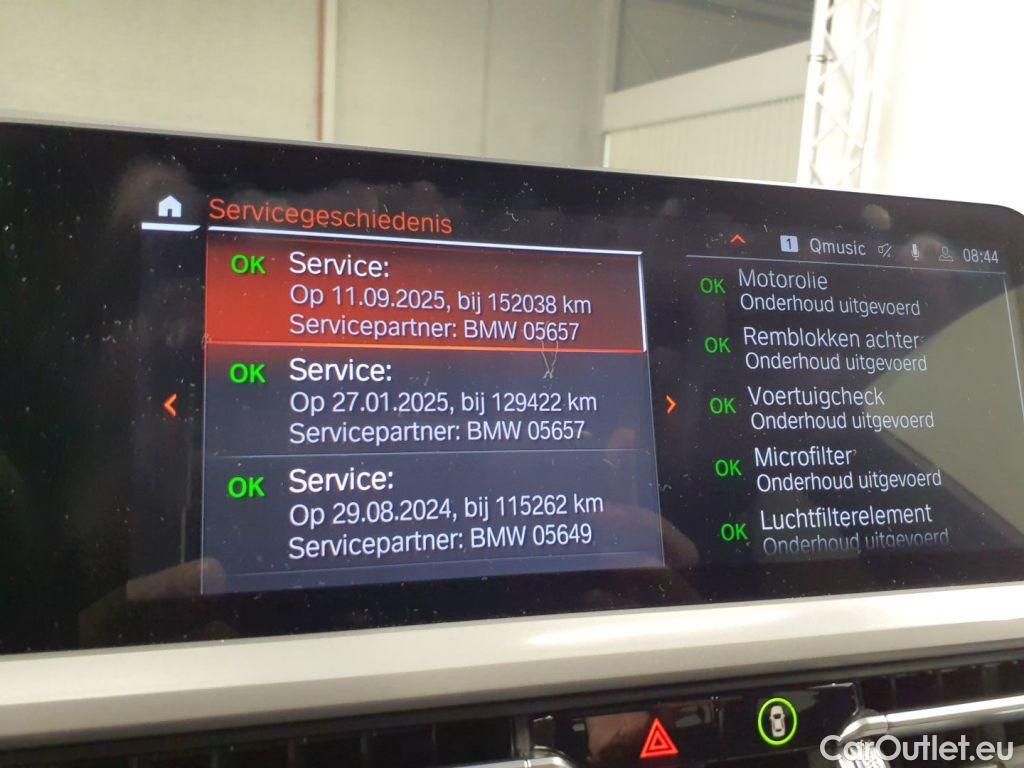 Servicegeschiedenis
1 Qmusic 08:44
OK Service:
Op 11.09.2025, bij 152038 km
Servicepartner: BMW 05657
OK Service:
Op 27.01.2025, bij 129422 km
Servicepartner: BMW 05657
OK Service:
Op 29.08.2024, bij 115262 km
Servicepartner: BMW 05649
OK Motorolie
Onderhoud uitgevoerd
OK Remblokken achter
Onderhoud uitgevoerd
OK Voertuigcheck
Onderhoud uitgevoerd
OK Microfilter
Onderhoud uitgevoerd
OK Luchtfilterelement
Onderhoud uitgevoerd
CarOutlet.eu